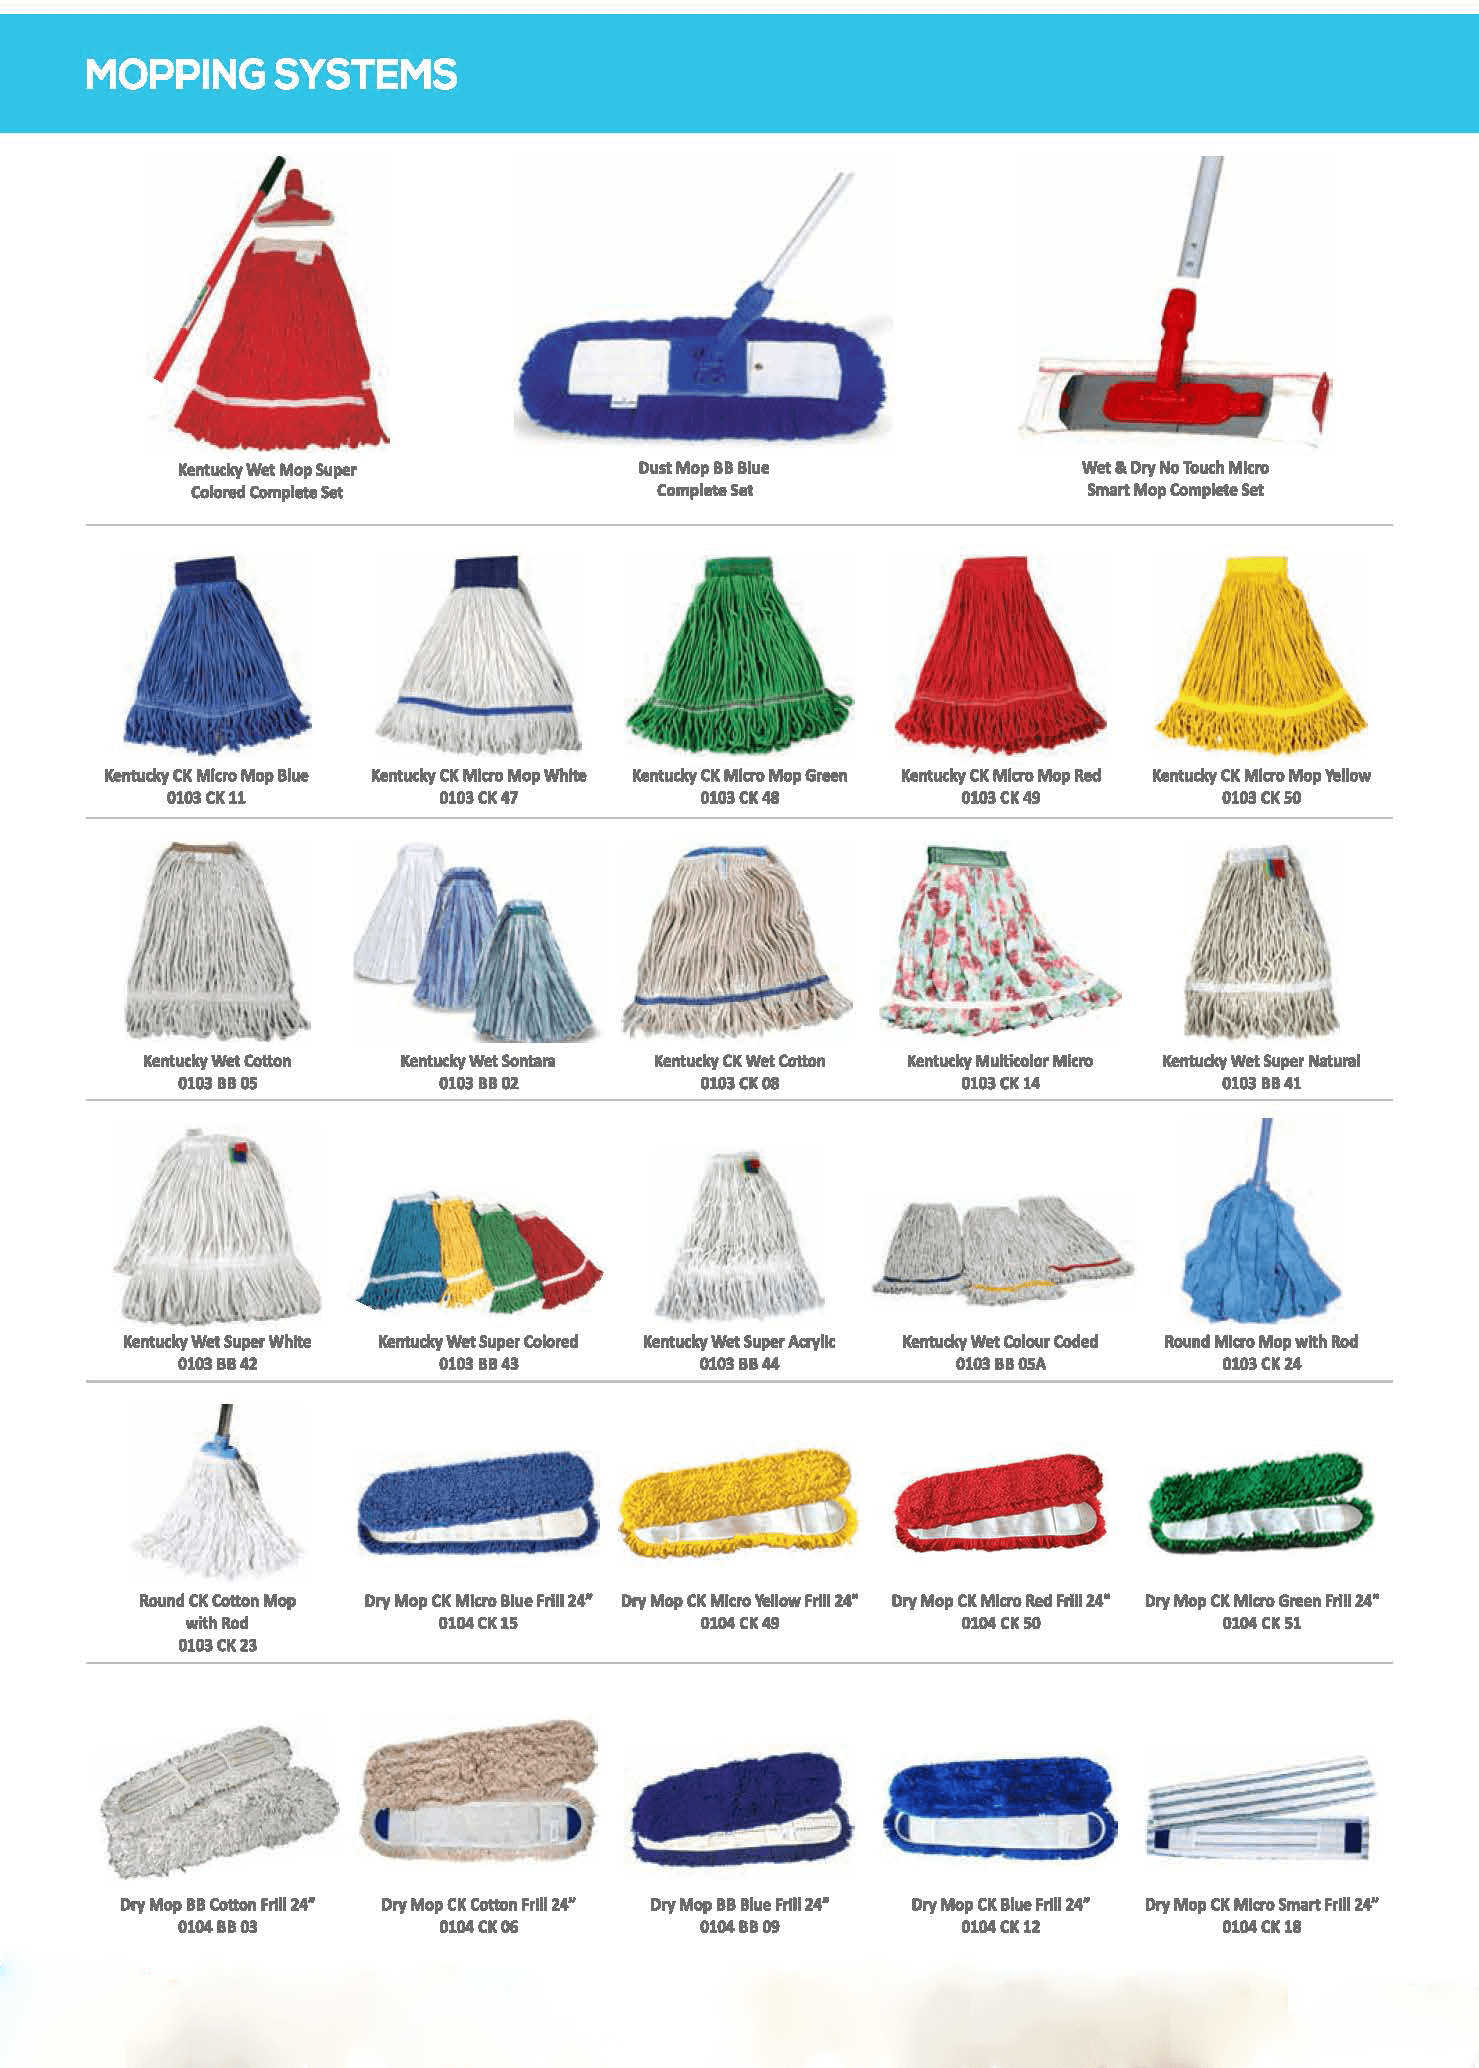 MOPPING SYSTEMS
Kentucky Wet Mop Super
Colored Complete Set
Dust Mop BB Blue
Complete Set
Wet & Dry No Touch Micro
Smart Mop Complete Set
Kentucky CK Micro Mop Blue
0103 CK 11
Kentucky CK Micro Mop White
0103 CK 47
Kentucky CK Micro Mop Green
0103 CK 48
Kentucky CK Micro Mop Red
0103 CK 49
Kentucky CK Micro Mop Yellow
0103 CK 50
Kentucky Wet Cotton
0103 BB 05
Kentucky Wet Sontara
0103 BB 02
Kentucky CK Wet Cotton
0103 CK 08
Kentucky Multicolor Micro
0103 CK 14
Kentucky Wet Super Natural
0103 BB 41
Kentucky Wet Super White
0103 BB 42
Kentucky Wet Super Colored
0103 BB 43
Kentucky Wet Super Acrylic
0103 BB 44
Kentucky Wet Colour Coded
0103 BB 05A
Round Micro Mop with Rod
0103 CK 24
Round CK Cotton Mop
with Rod
0103 CK 23
Dry Mop CK Micro Blue Frill 24"
0104 CK 15
Dry Mop CK Micro Yellow Frill 24"
0104 CK 49
Dry Mop CK Micro Red Frill 24"
0104 CK 50
Dry Mop CK Micro Green Frill 24"
0104 CK 51
Dry Mop BB Cotton Frill 24"
0104 BB 03
Dry Mop CK Cotton Frill 24"
0104 CK 06
Dry Mop BB Blue Frill 24"
0104 BB 09
Dry Mop CK Blue Frill 24"
0104 CK 12
Dry Mop CK Micro Smart Frill 24"
0104 CK 18